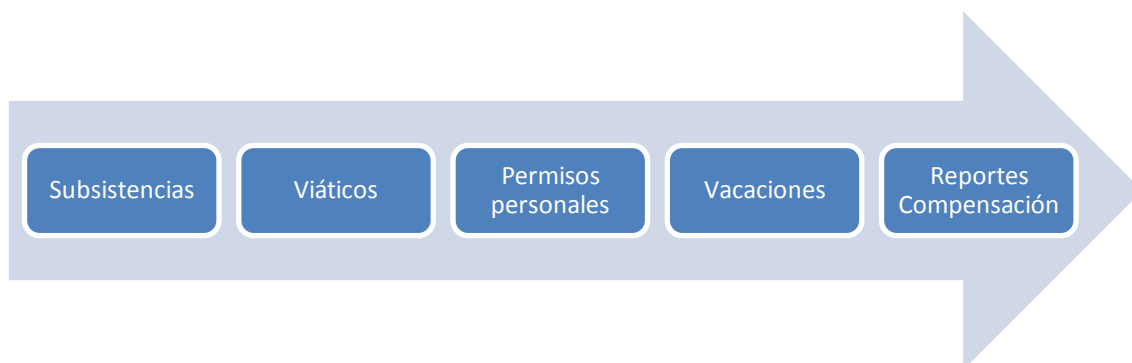 Subsistencias
Viáticos
Permisos
personales
Vacaciones
Reportes
Compensación